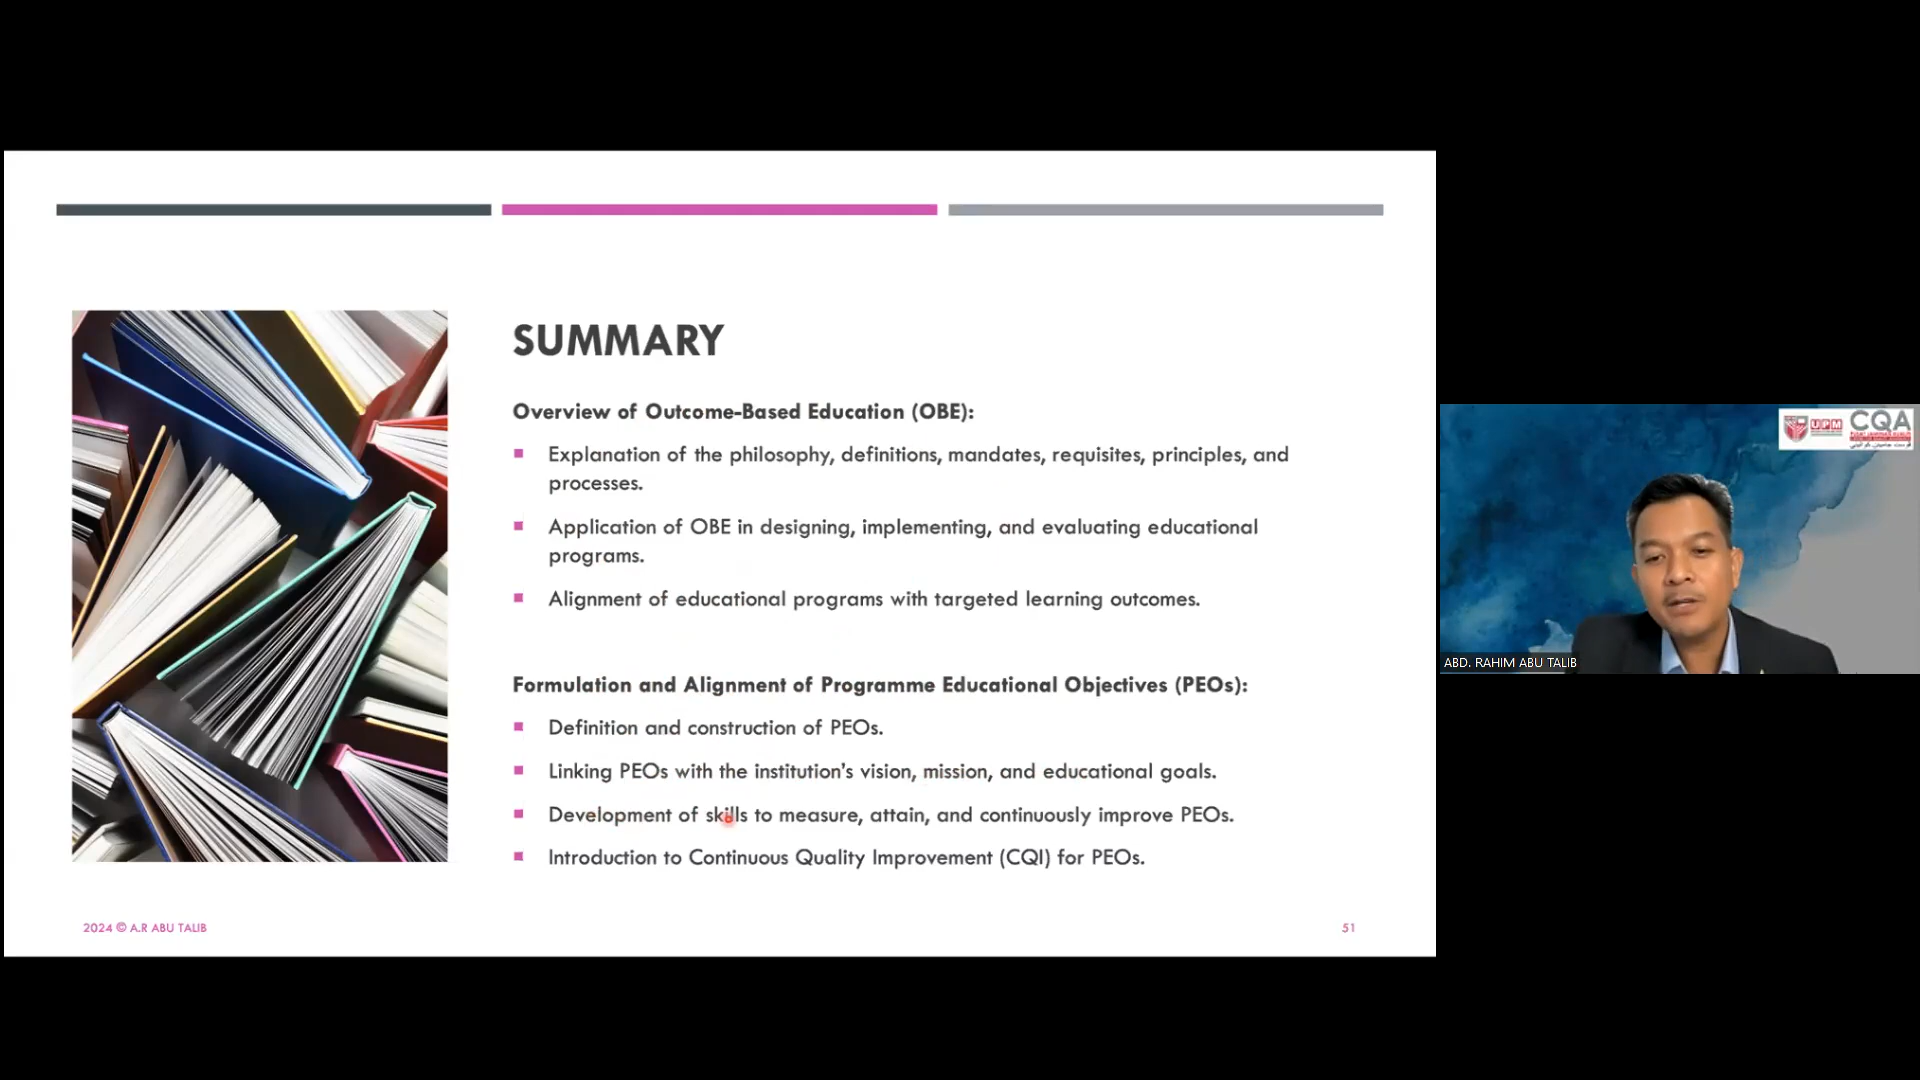 SUMMARY
Overview of Outcome-Based Education (OBE):
Explanation of the philosophy, definitions, mandates, requisites, principles, and
processes.
Application of OBE in designing, implementing, and evaluating educational
programs.
Alignment of educational programs with targeted learning outcomes.
Formulation and Alignment of Programme Educational Objectives (PEOs):
Definition and construction of PEOs.
Linking PEOs with the institution's vision, mission, and educational goals.
Development of skills to measure, attain, and continuously improve PEOs.
Introduction to Continuous Quality Improvement (CQI) for PEOs.
2024 © A.R ABU TALIB
51
UPM
CQA
ABD. RAHIM ABU TALIB